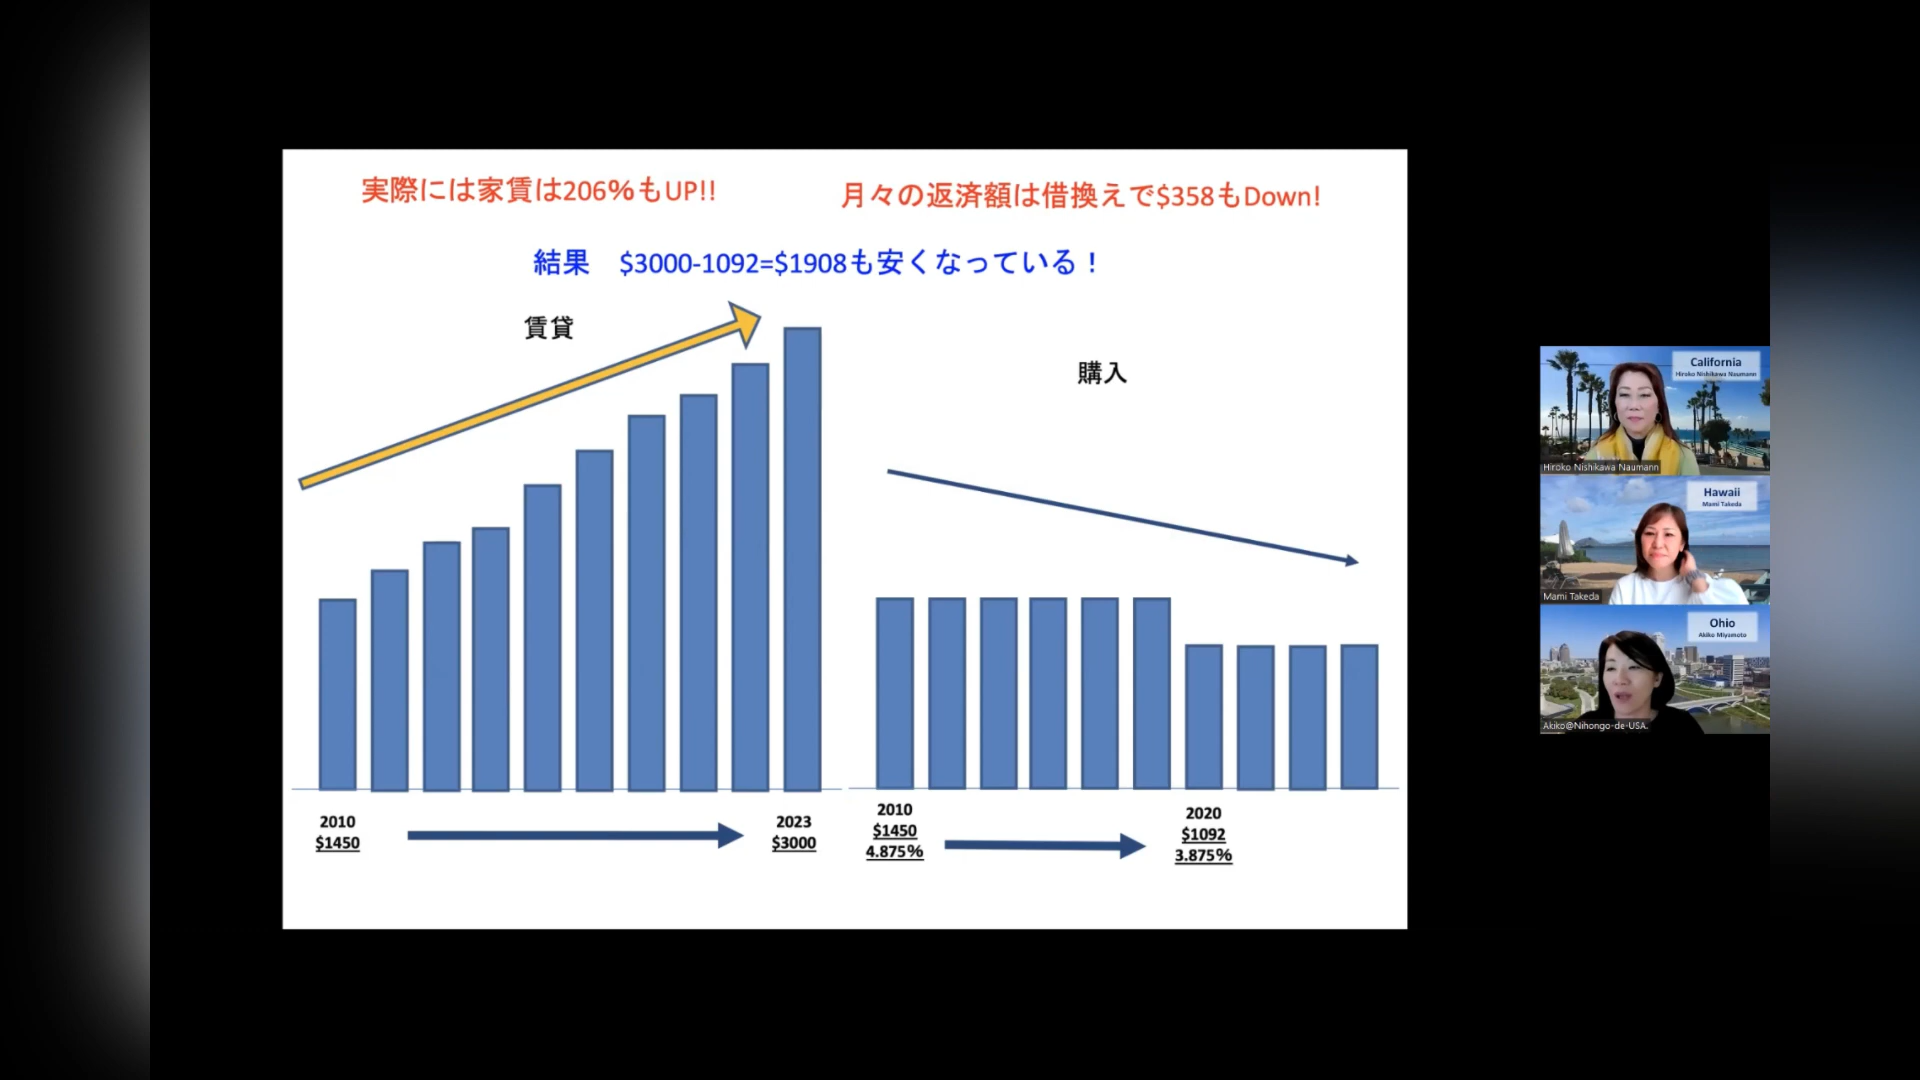 実際には家賃は206%もUP!!
月々の返済額は借換えで$358もDown!
結果　$3000-1092=$1908も安くなっている！
賃貸
購入
2010
$1450
2023
$3000
2010
$1450
4.875%
2020
$1092
3.875%
California
Hiroko Nishikawa Naumann
Hiroko Nishikawa Naumann
Hawaii
Mami Takeda
Mami Takeda
Ohio
Akiko Miyamoto
Akiko@Nihongo-de-USA.